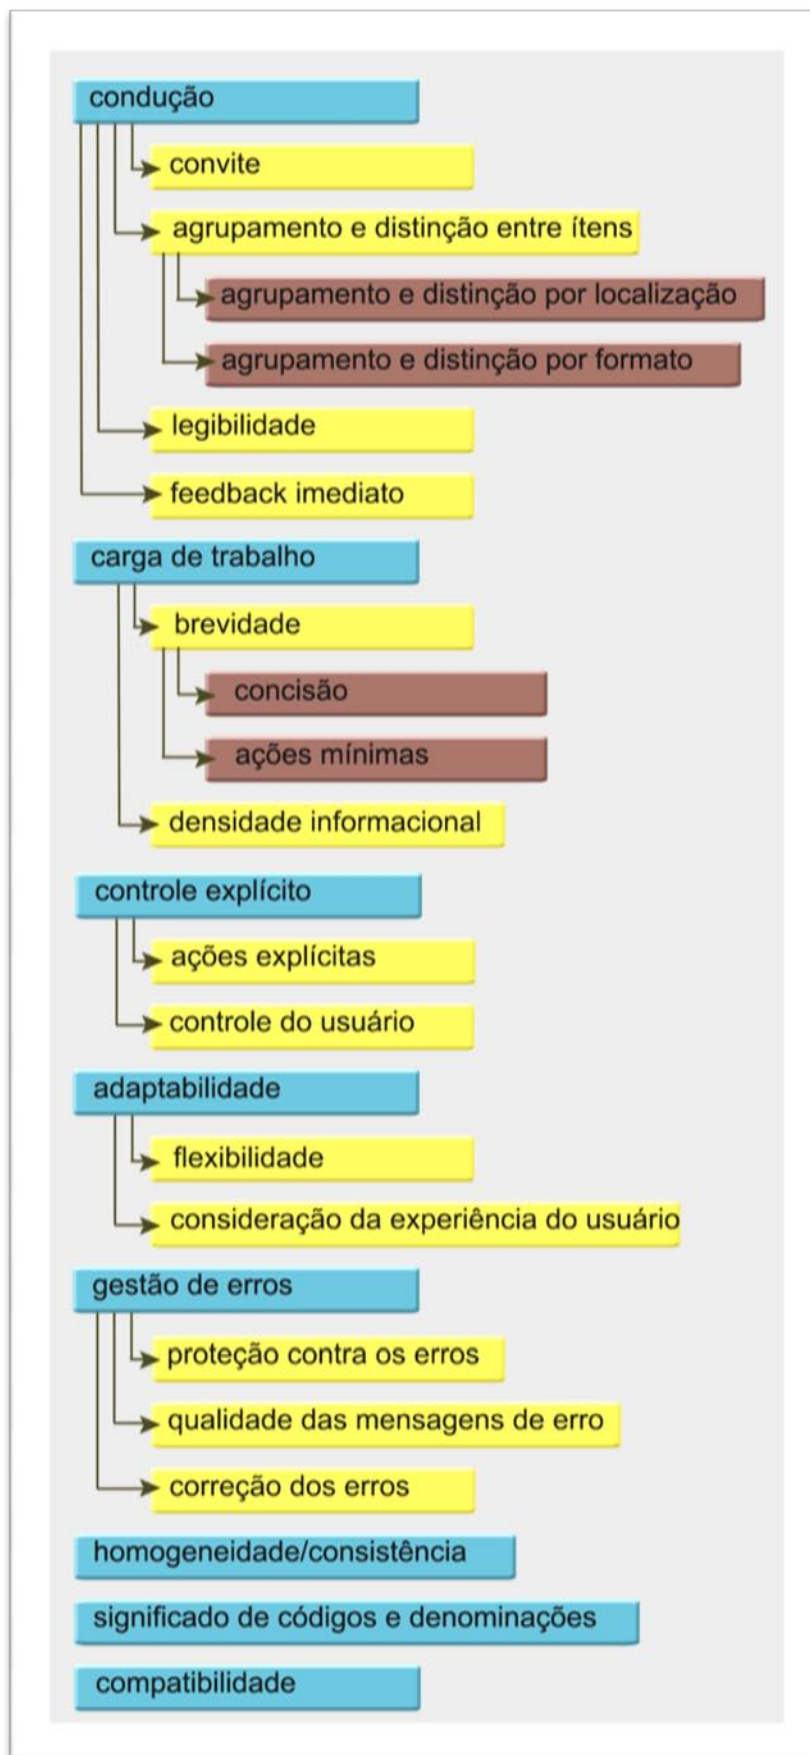 condução
convite
agrupamento e distinção entre ítens
agrupamento e distinção por localização
agrupamento e distinção por formato
legibilidade
feedback imediato
carga de trabalho
brevidade
concisão
ações mínimas
densidade informacional
controle explícito
ações explícitas
controle do usuário
adaptabilidade
flexibilidade
consideração da experiência do usuário
gestão de erros
proteção contra os erros
qualidade das mensagens de erro
correção dos erros
homogeneidade/consistência
significado de códigos e denominações
compatibilidade